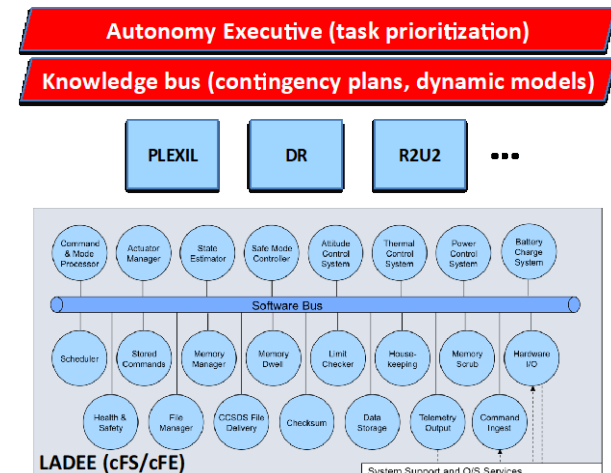 Autonomy Executive (task prioritization)
Knowledge bus (contingency plans, dynamic models)
PLEXIL
DR
R2U2
...
Command
& Mode
Processor
Actuator
Manager
State
Estimator
Safe Mode
Controller
Attitude
Control
System
Thermal
Control
System
Power
Control
System
Battery
Charge
System
Software Bus
Scheduler
Stored
Commands
Memory
Manager
Memory
Dwell
Limit
Checker
House-
keeping
Memory
Scrub
Hardware
I/O
Health &
Safety
File
Manager
CCSDS File
Delivery
Checksum
Data
Storage
Telemetry
Output
Command
Ingest
LADEE (cFS/cFE)
System Support and O/S Services